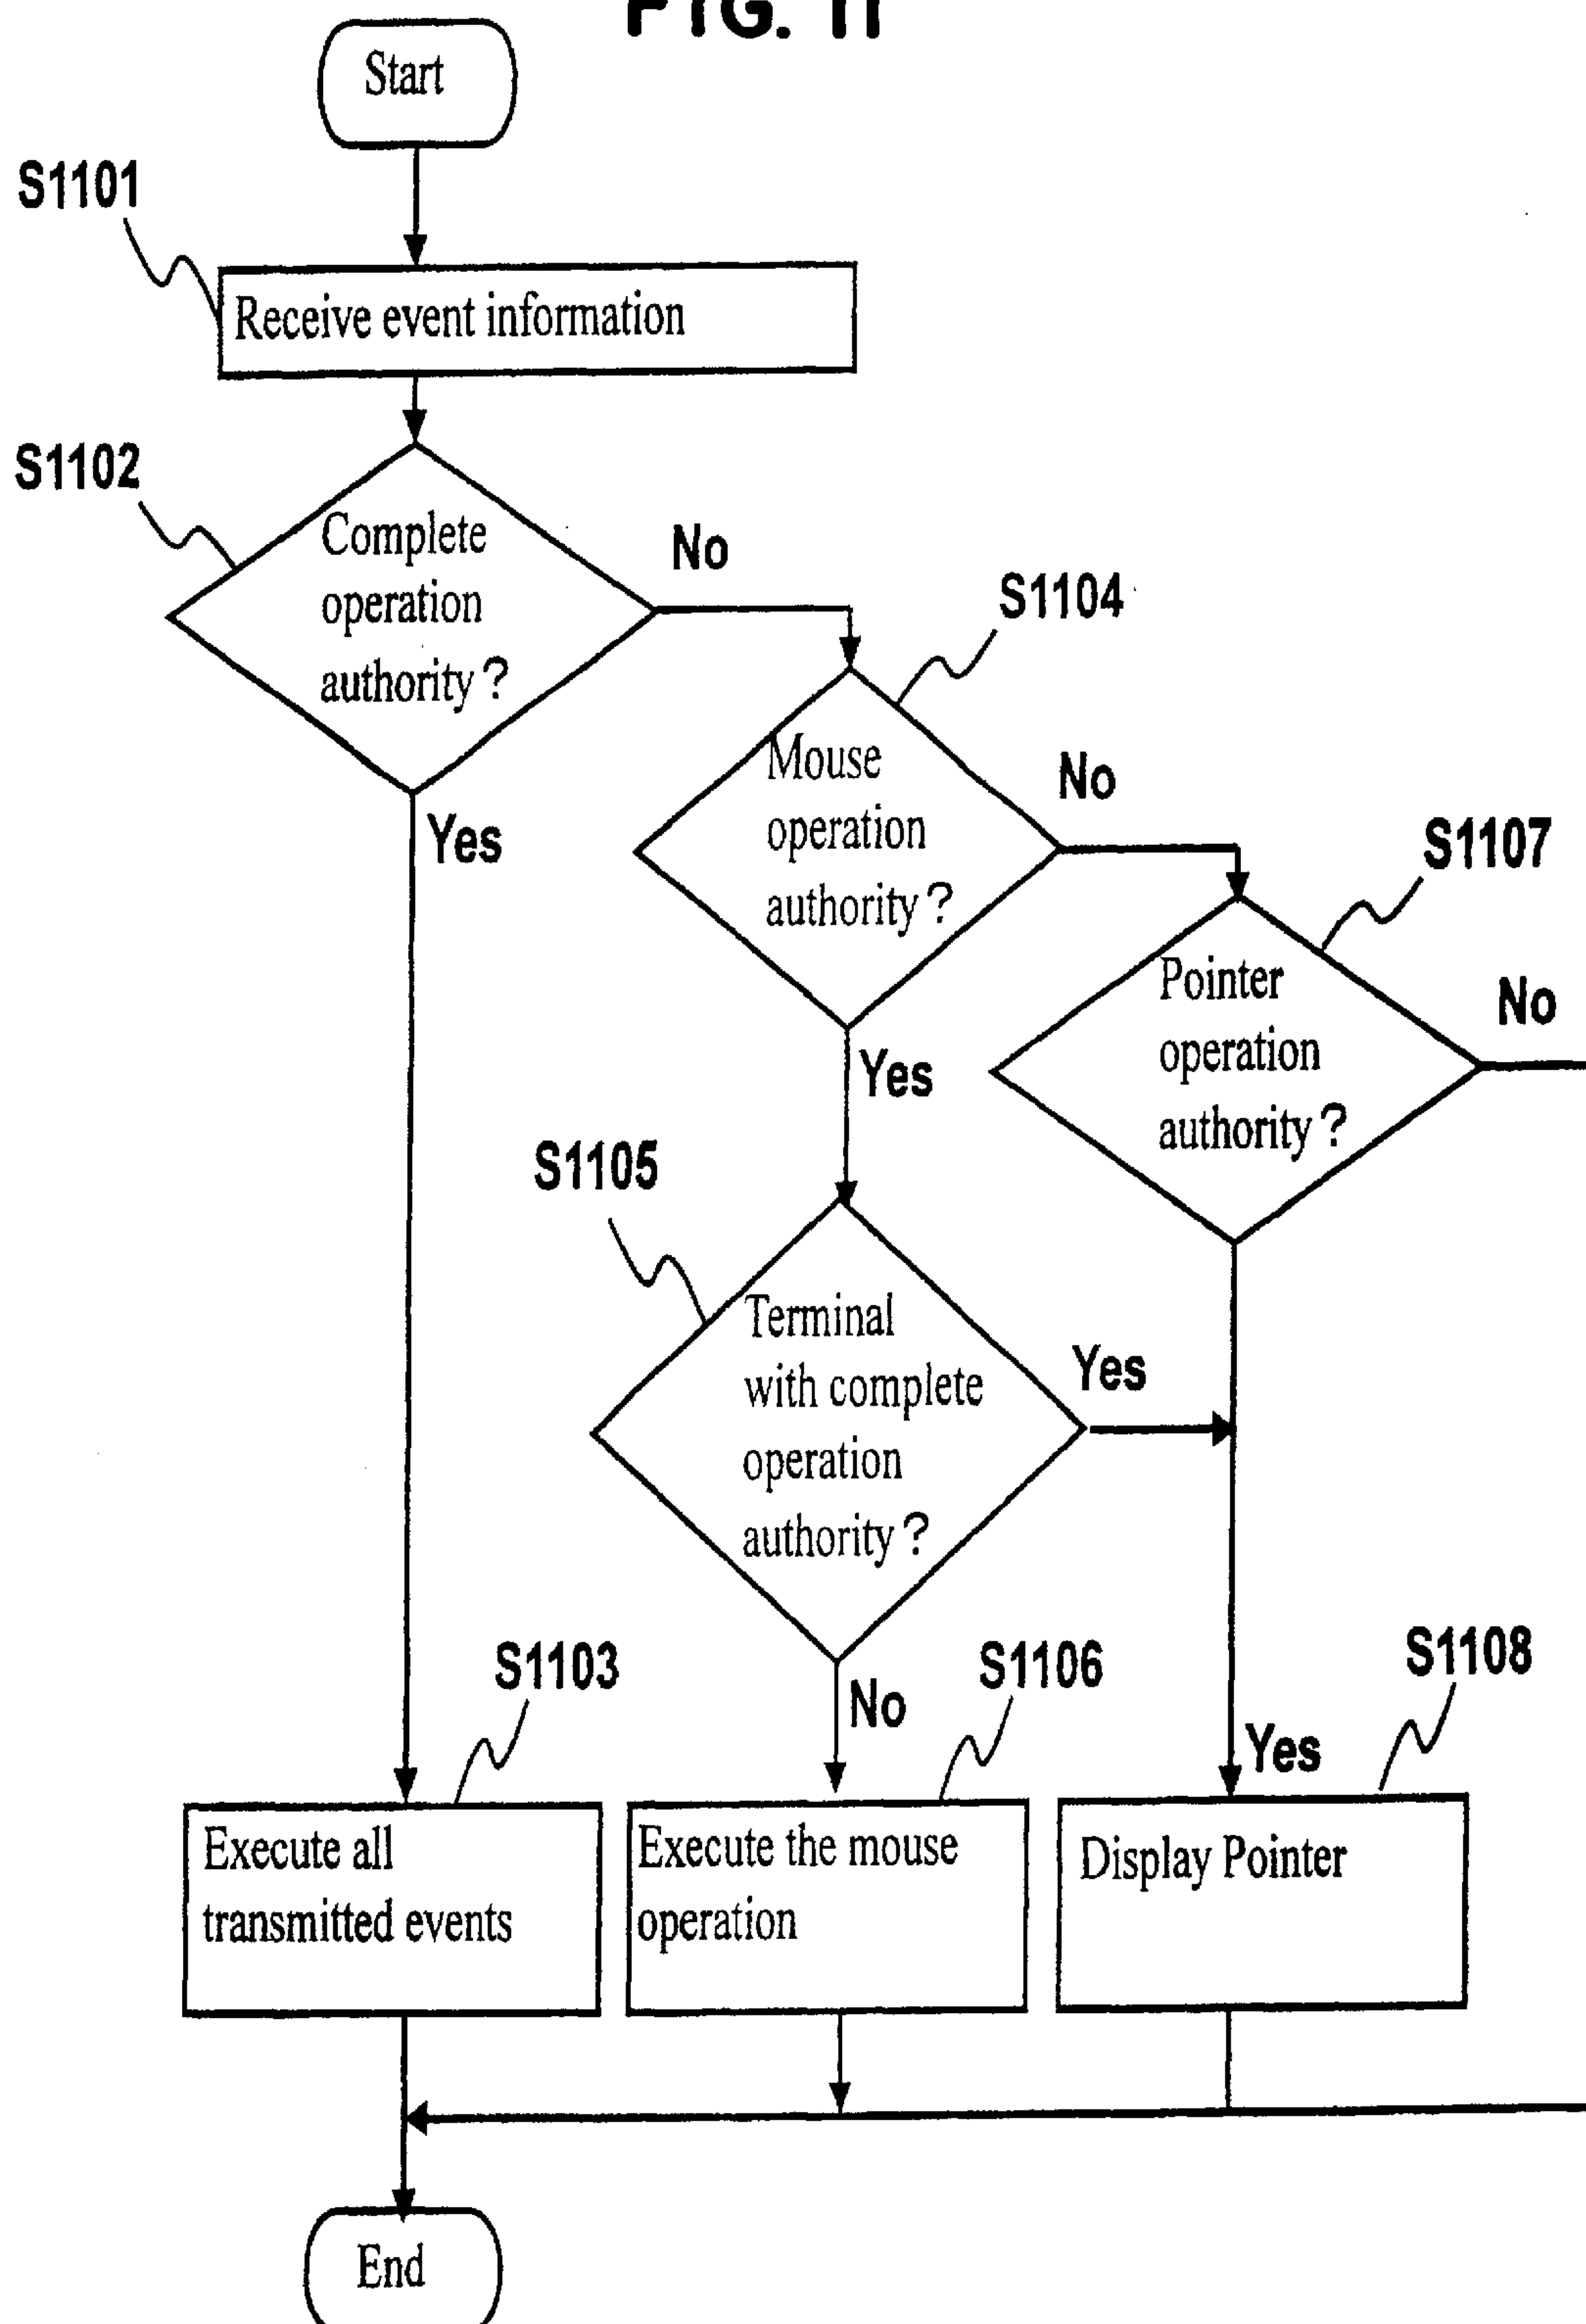 FIG. 11
Start
S1101
Receive event information
S1102
Complete
operation
authority?
No
S1104
Yes
Mouse
operation
authority?
No
S1107
Yes
Pointer
operation
authority?
No
S1105
Terminal
with complete
operation
authority?
Yes
S1103
No
S1106
S1108
Yes
Execute all
transmitted events
Execute the mouse
operation
Display Pointer
End